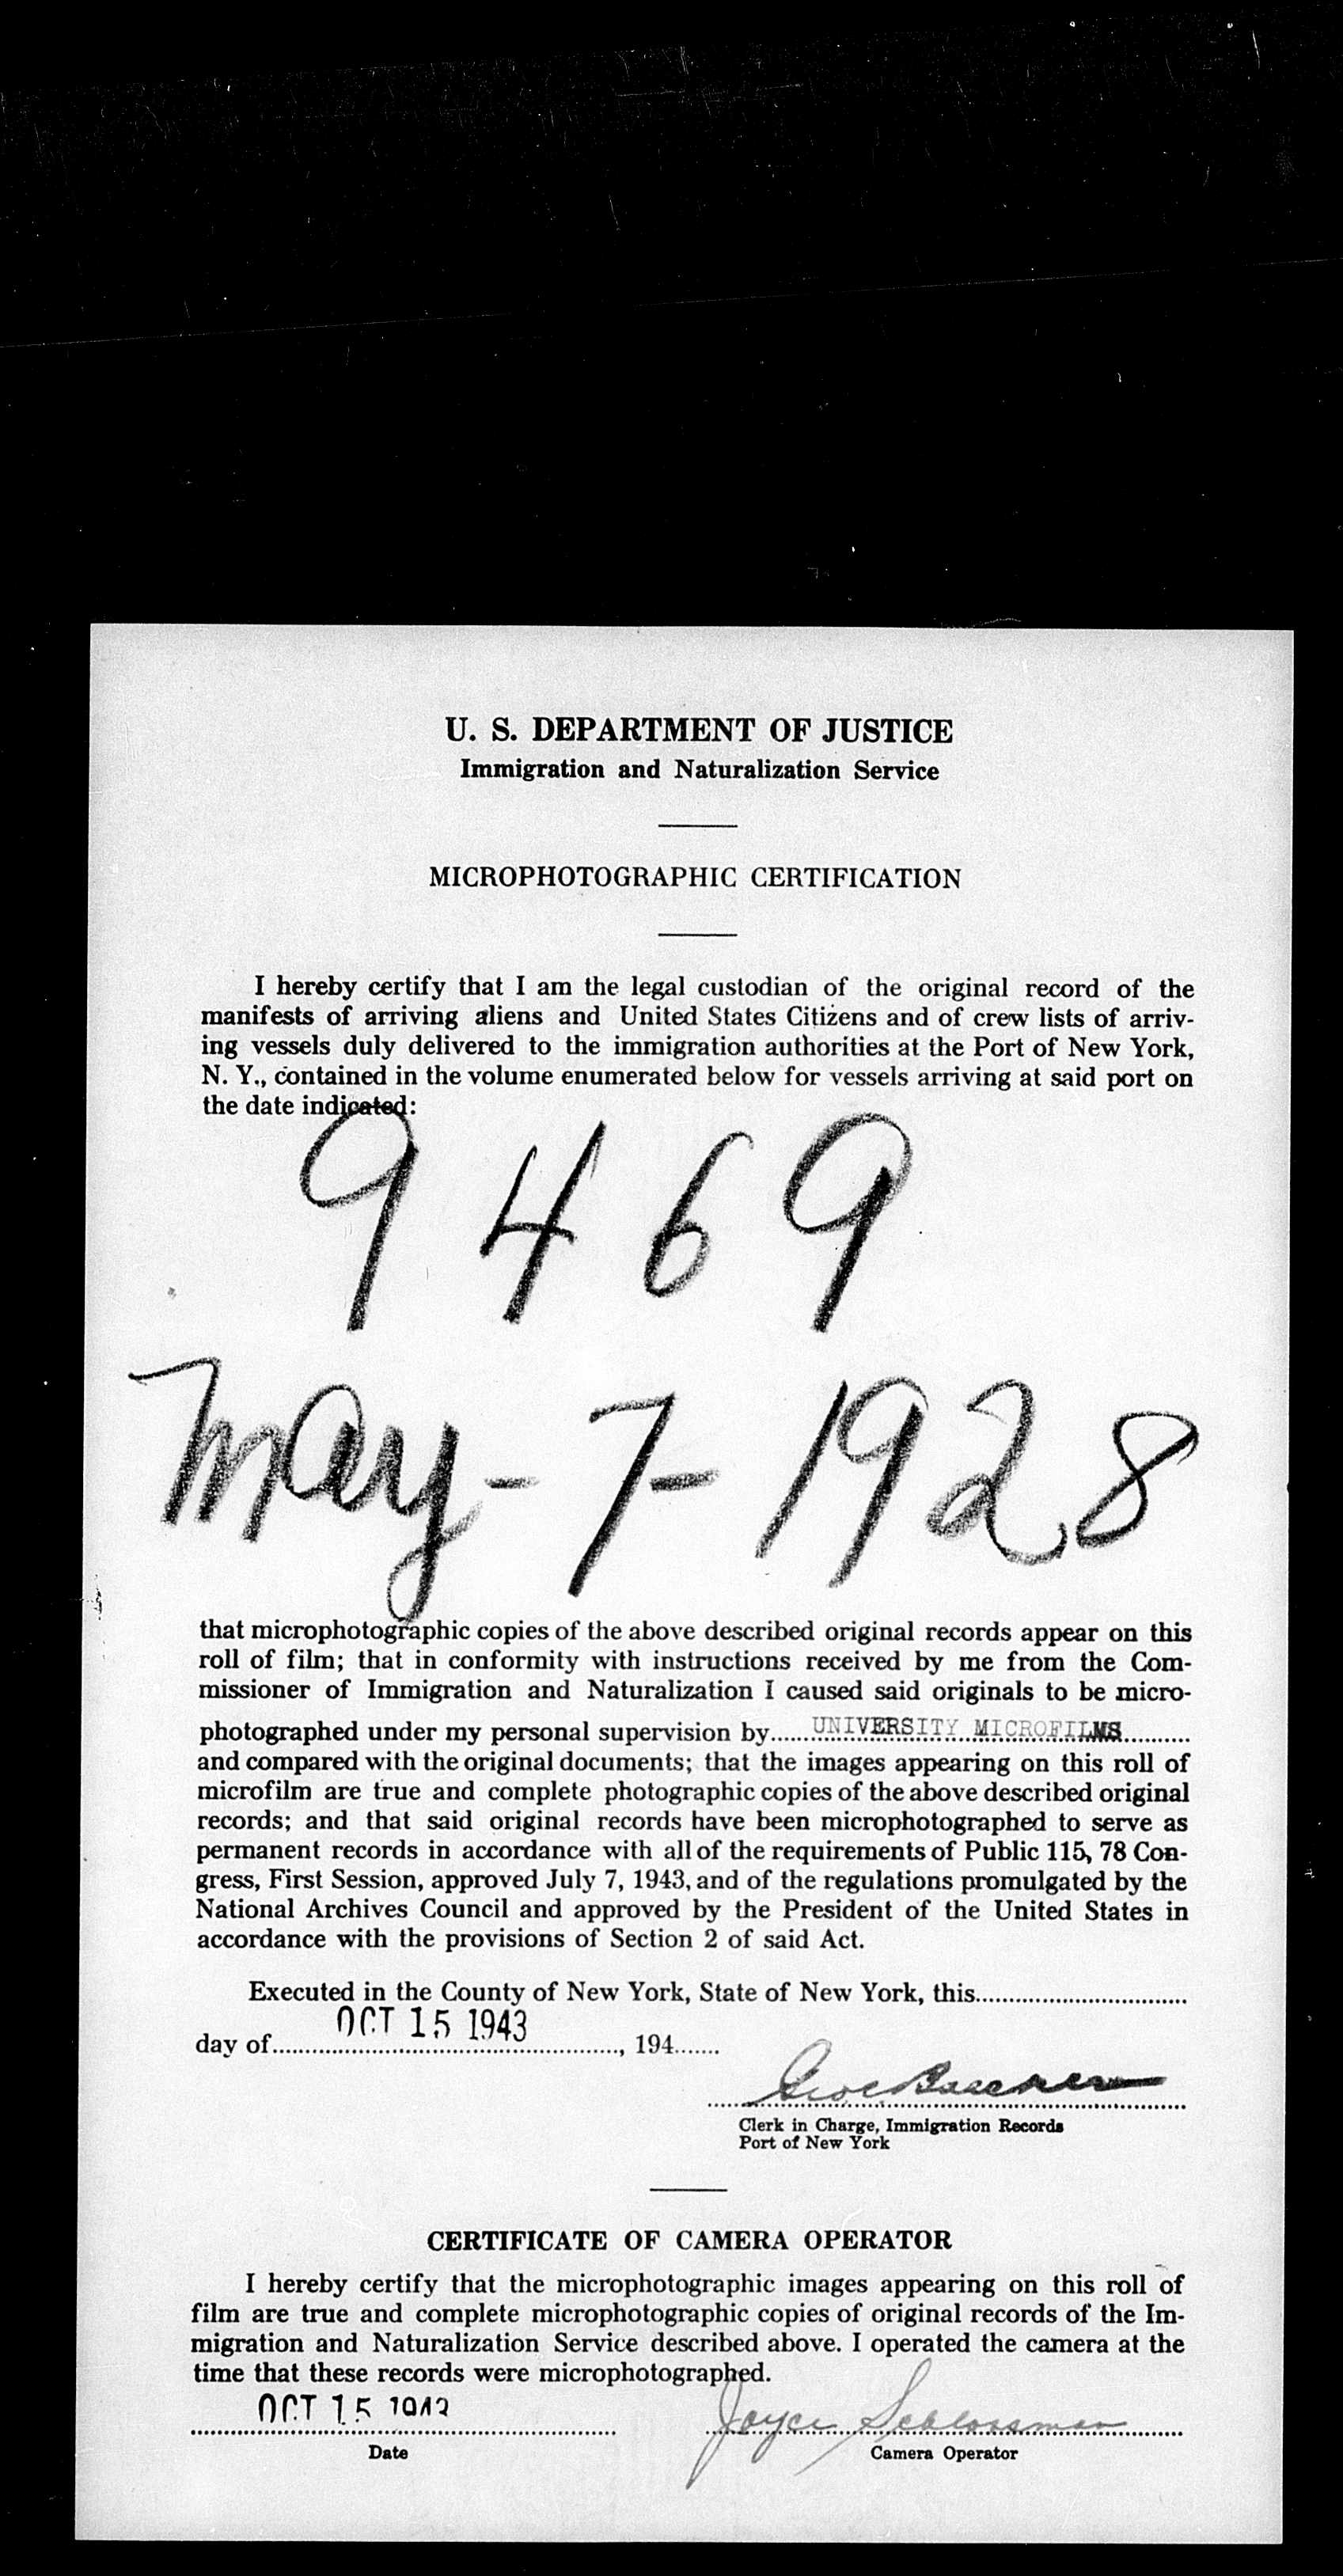 U. S. DEPARTMENT OF JUSTICE
Immigration and Naturalization Service
MICROPHOTOGRAPHIC CERTIFICATION
I hereby certify that I am the legal custodian of the original record of the
manifests of arriving aliens and United States Citizens and of crew lists of arriv-
ing vessels duly delivered to the immigration authorities at the Port of New York,
N. Y., contained in the volume enumerated below for vessels arriving at said port on
the date indicated:
9469
May-7-1928
that microphotographic copies of the above described original records appear on this
roll of film; that in conformity with instructions received by me from the Com-
missioner of Immigration and Naturalization I caused said originals to be micro-
photographed under my personal supervision by......UNIVERSITY MICROFILMS..........
and compared with the original documents; that the images appearing on this roll of
microfilm are true and complete photographic copies of the above described original
records; and that said original records have been microphotographed to serve as
permanent records in accordance with all of the requirements of Public 115, 78 Con-
gress, First Session, approved July 7, 1943, and of the regulations promulgated by the
National Archives Council and approved by the President of the United States in
accordance with the provisions of Section 2 of said Act.
Executed in the County of New York, State of New York, this................................
day of OCT 15 1943, 194.......
Clerk in Charge, Immigration Records
Port of New York
CERTIFICATE OF CAMERA OPERATOR
I hereby certify that the microphotographic images appearing on this roll of
film are true and complete microphotographic copies of original records of the Im-
migration and Naturalization Service described above. I operated the camera at the
time that these records were microphotographed.
OCT 15 1943 Joyce Schlossman
Date Camera Operator